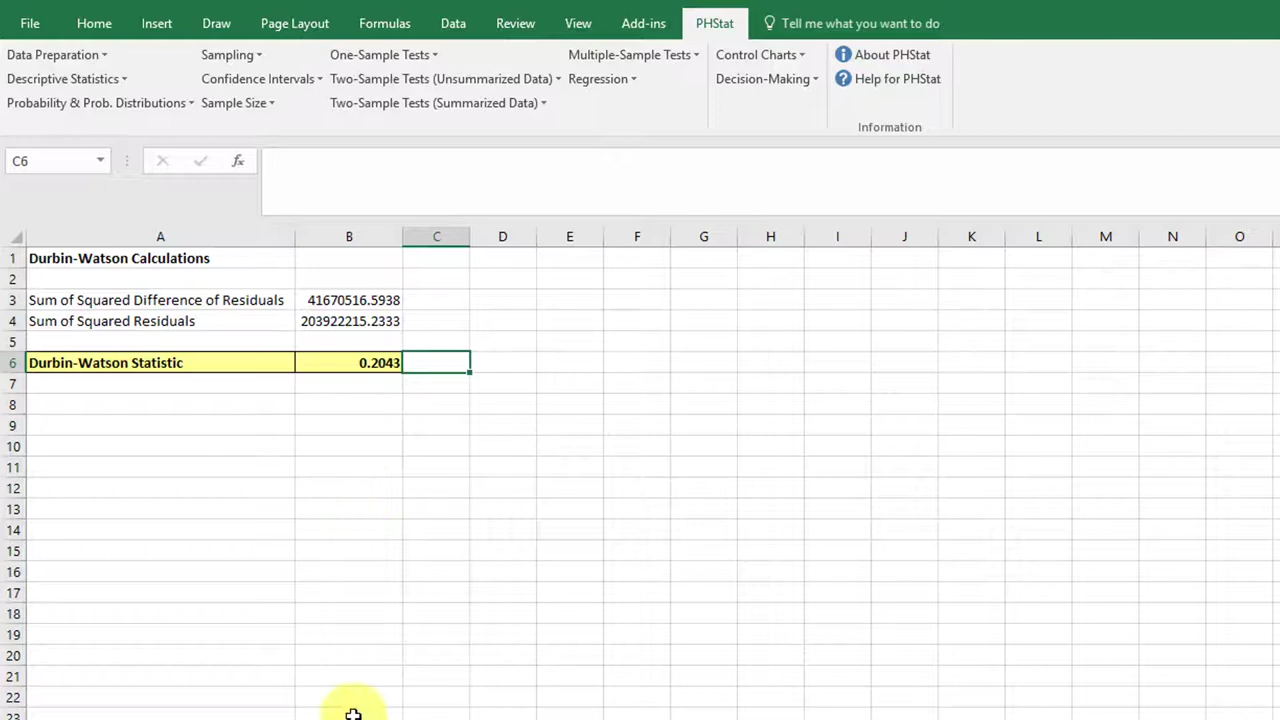 File Home Insert Draw Page Layout Formulas Data Review View Add-ins PHStat Tell me what you want to do
Data Preparation Sampling One-Sample Tests Multiple-Sample Tests Control Charts About PHStat
Descriptive Statistics Confidence Intervals Two-Sample Tests (Unsummarized Data) Regression Decision-Making Help for PHStat
Probability & Prob. Distributions Sample Size Two-Sample Tests (Summarized Data)
Information
C6 fx
A B C D E F G H I J K L M N O
1 Durbin-Watson Calculations
2
3 Sum of Squared Difference of Residuals 41670516.5938
4 Sum of Squared Residuals 203922215.2333
5
6 Durbin-Watson Statistic 0.2043
7
8
9
10
11
12
13
14
15
16
17
18
19
20
21
22
23